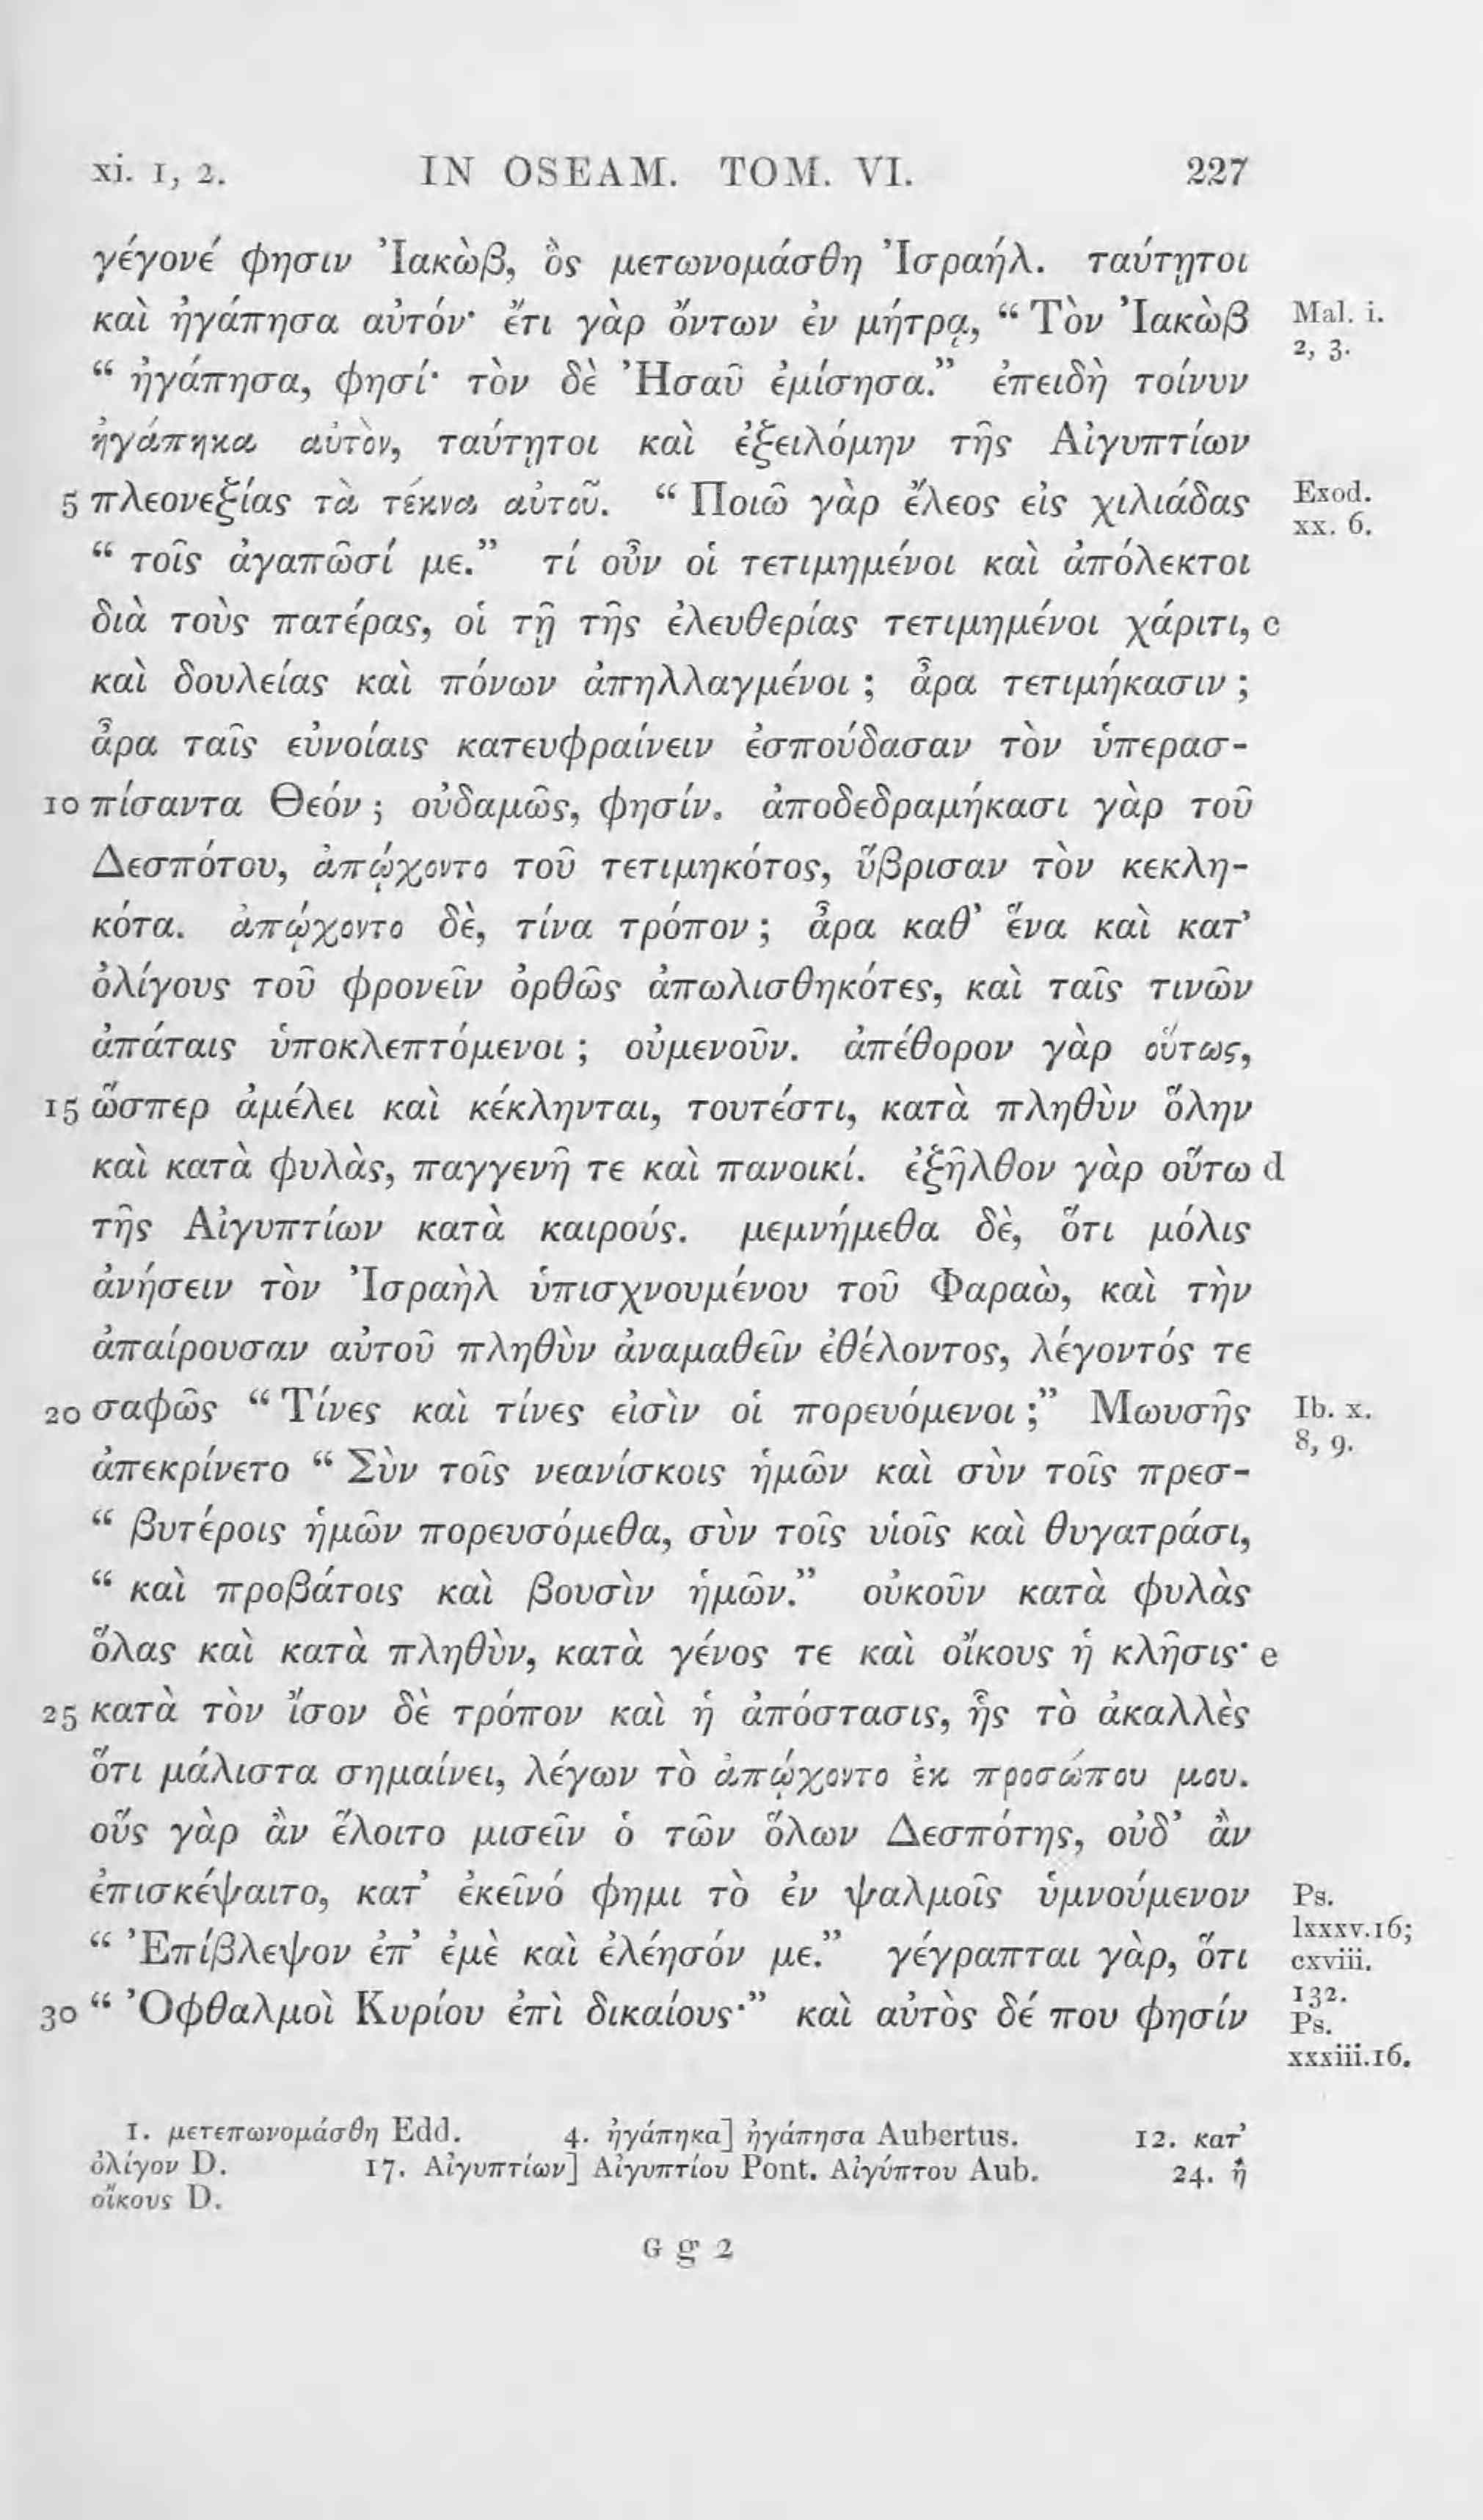 xi. 1, 2. IN OSEAM. TOM. VI. 227
γέγονέ φησιν Ἰακὼβ, ὃς μετωνομάσθη Ἰσραήλ. ταύτῃτοι
καὶ ἠγάπησα αὐτόν· ἔτι γὰρ ὄντων ἐν μήτρᾳ, “ Τὸν Ἰακὼβ Mal. i.
2, 3.
“ ἠγάπησα, φησί· τὸν δὲ Ἠσαῦ ἐμίσησα.” ἐπειδὴ τοίνυν
ἠγάπηκα αὐτὸν, ταύτῃτοι καὶ ἐξειλόμην τῆς Αἰγυπτίων
5 πλεονεξίας τὰ τέκνα αὐτοῦ. “ Ποιῶ γὰρ ἔλεος εἰς χιλιάδας Exod.
xx. 6.
“ τοῖς ἀγαπῶσί με.” τί οὖν οἱ τετιμημένοι καὶ ἀπόλεκτοι
διὰ τοὺς πατέρας, οἱ τῇ τῆς ἐλευθερίας τετιμημένοι χάριτι, c
καὶ δουλείας καὶ πόνων ἀπηλλαγμένοι ; ἆρα τετιμήκασιν ;
ἆρα ταῖς εὐνοίαις κατευφραίνειν ἐσπούδασαν τὸν ὑπερασ-
10 πίσαντα Θεόν ; οὐδαμῶς, φησίν. ἀποδεδραμήκασι γὰρ τοῦ
Δεσπότου, ἀπῴχοντο τοῦ τετιμηκότος, ὕβρισαν τὸν κεκλη-
κότα. ἀπῴχοντο δὲ, τίνα τρόπον ; ἆρα καθ’ ἕνα καὶ κατ’
ὀλίγους τοῦ φρονεῖν ὀρθῶς ἀπωλισθηκότες, καὶ ταῖς τινῶν
ἀπάταις ὑποκλεπτόμενοι ; οὐμενοῦν. ἀπέθορον γὰρ οὕτως,
15 ὥσπερ ἀμέλει καὶ κέκληνται, τουτέστι, κατὰ πληθὺν ὅλην
καὶ κατὰ φυλὰς, παγγενῆ τε καὶ πανοικί. ἐξῆλθον γὰρ οὕτω d
τῆς Αἰγυπτίων κατὰ καιρούς. μεμνήμεθα δὲ, ὅτι μόλις
ἀνήσειν τὸν Ἰσραὴλ ὑπισχνουμένου τοῦ Φαραὼ, καὶ τὴν
ἀπαίρουσαν αὐτοῦ πληθὺν ἀναμαθεῖν ἐθέλοντος, λέγοντός τε
20 σαφῶς “ Τίνες καὶ τίνες εἰσὶν οἱ πορευόμενοι ;” Μωυσῆς Ib. x.
8, 9.
ἀπεκρίνετο “ Σὺν τοῖς νεανίσκοις ἡμῶν καὶ σὺν τοῖς πρεσ-
“ βυτέροις ἡμῶν πορευσόμεθα, σὺν τοῖς υἱοῖς καὶ θυγατράσι,
“ καὶ προβάτοις καὶ βουσὶν ἡμῶν.” οὐκοῦν κατὰ φυλὰς
ὅλας καὶ κατὰ πληθὺν, κατὰ γένος τε καὶ οἴκους ἡ κλῆσις· e
25 κατὰ τὸν ἴσον δὲ τρόπον καὶ ἡ ἀπόστασις, ἧς τὸ ἀκαλλὲς
ὅτι μάλιστα σημαίνει, λέγων τὸ ἀπῴχοντο ἐκ προσώπου μου.
οὓς γὰρ ἂν ἕλοιτο μισεῖν ὁ τῶν ὅλων Δεσπότης, οὐδ’ ἂν
ἐπισκέψαιτο, κατ’ ἐκεῖνό φημι τὸ ἐν ψαλμοῖς ὑμνούμενον Ps.
lxxxv.16;
“ Ἐπίβλεψον ἐπ’ ἐμὲ καὶ ἐλέησόν με.” γέγραπται γὰρ, ὅτι cxviii.
132.
30 “ Ὀφθαλμοὶ Κυρίου ἐπὶ δικαίους·” καὶ αὐτὸς δέ που φησίν Ps.
xxxiii.16.
1. μετεπωνομάσθη Edd. 4. ἠγάπηκα] ἠγάπησα Aubertus. 12. κατ’
ὀλίγον D. 17. Αἰγυπτίων] Αἰγυπτίου Pont. Αἰγύπτου Aub. 24. ἢ
οἴκους D.
G g 2